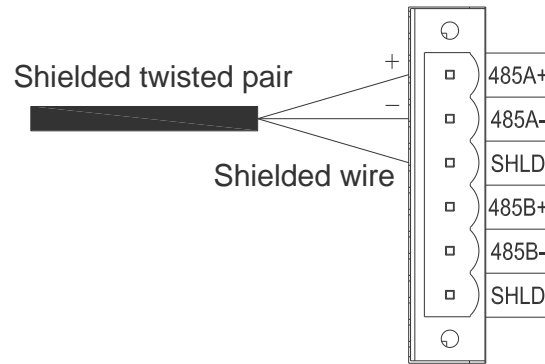 +
485A+
Shielded twisted pair
−
485A-
Shielded wire
SHLD
485B+
485B-
SHLD